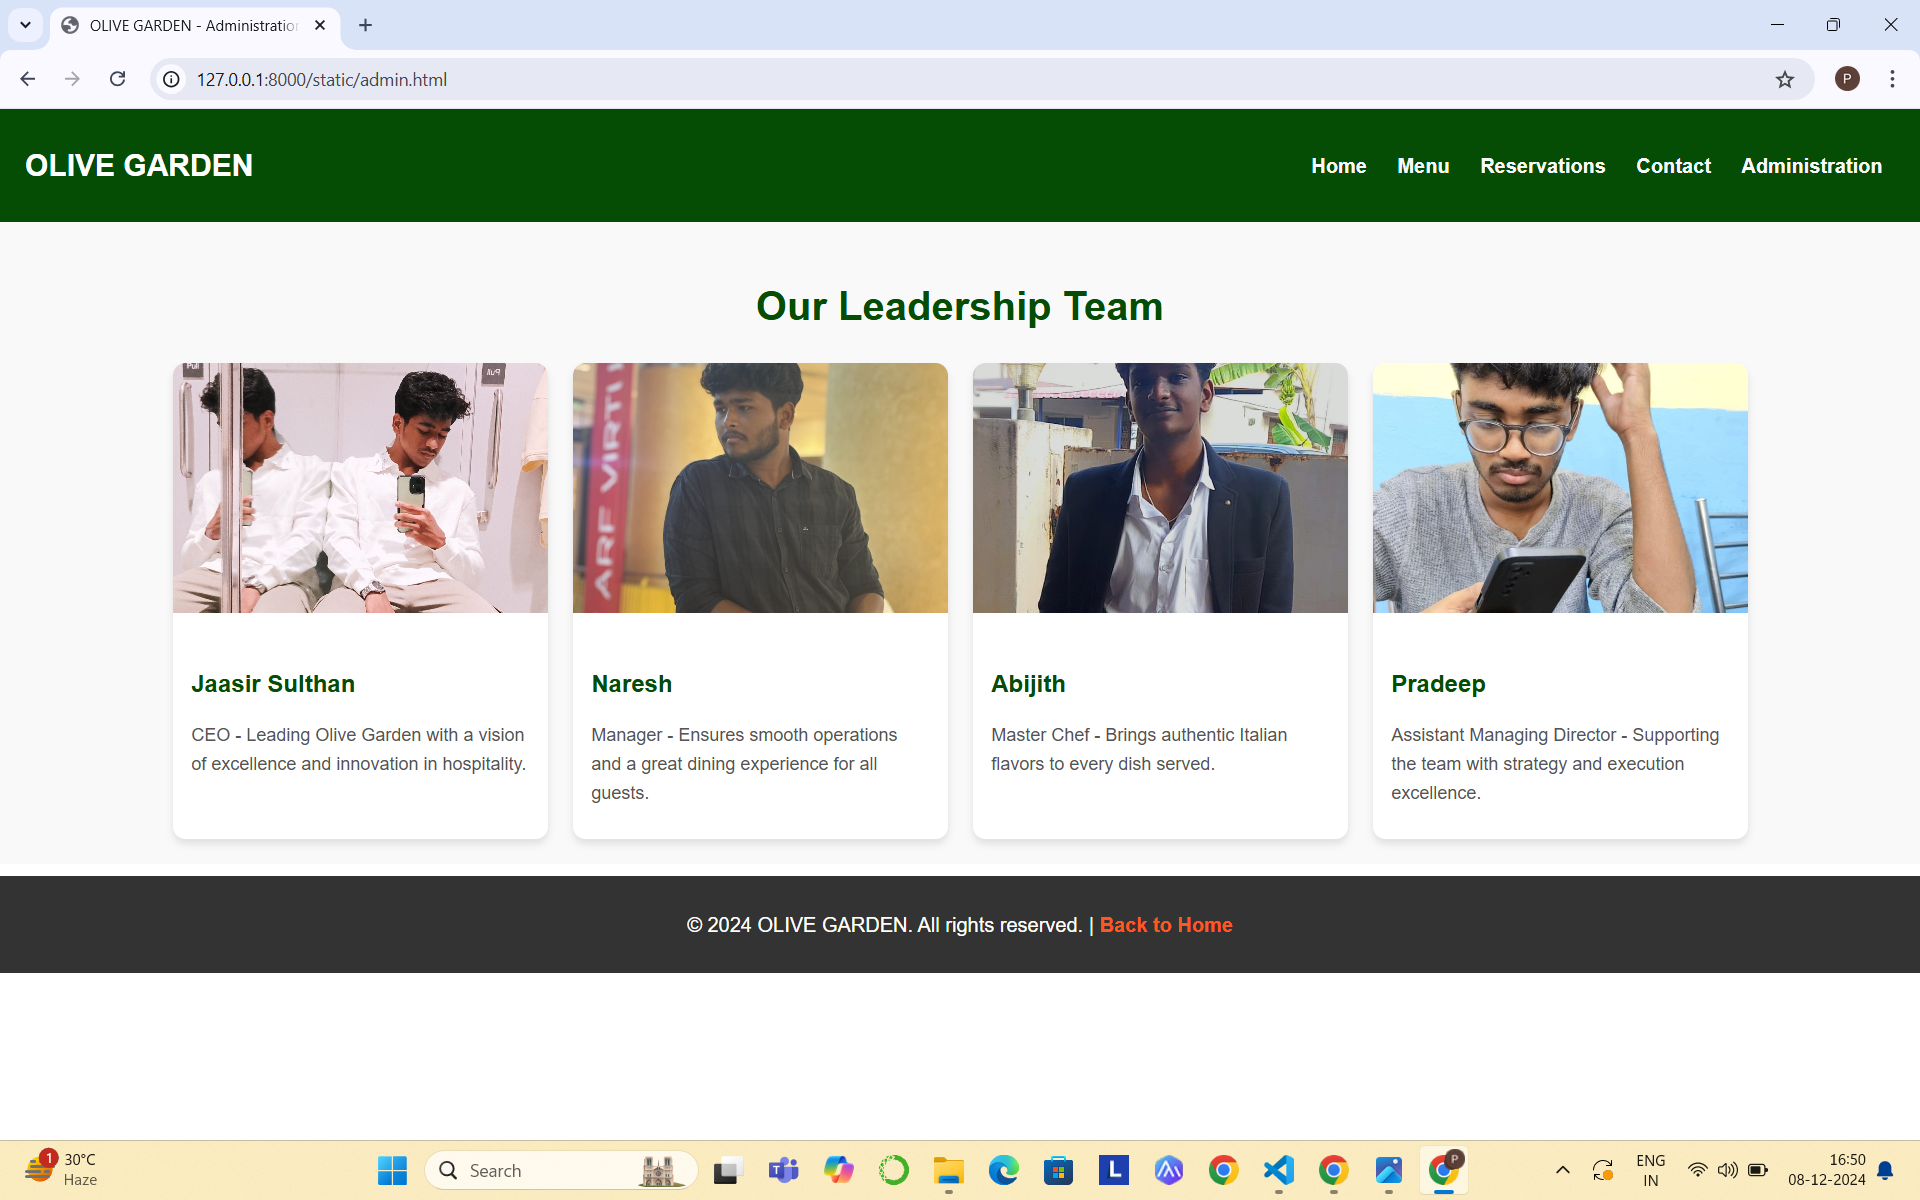 OLIVE GARDEN - Administration
127.0.0.1:8000/static/admin.html
P
OLIVE GARDEN
Home Menu Reservations Contact Administration
Our Leadership Team
Pull
ARF VIRTI
Jaasir Sulthan
CEO - Leading Olive Garden with a vision
of excellence and innovation in hospitality.
Naresh
Manager - Ensures smooth operations
and a great dining experience for all
guests.
Abijith
Master Chef - Brings authentic Italian
flavors to every dish served.
Pradeep
Assistant Managing Director - Supporting
the team with strategy and execution
excellence.
© 2024 OLIVE GARDEN. All rights reserved. | Back to Home
1
30°C
Haze
Search
L
P
ENG
IN
16:50
08-12-2024